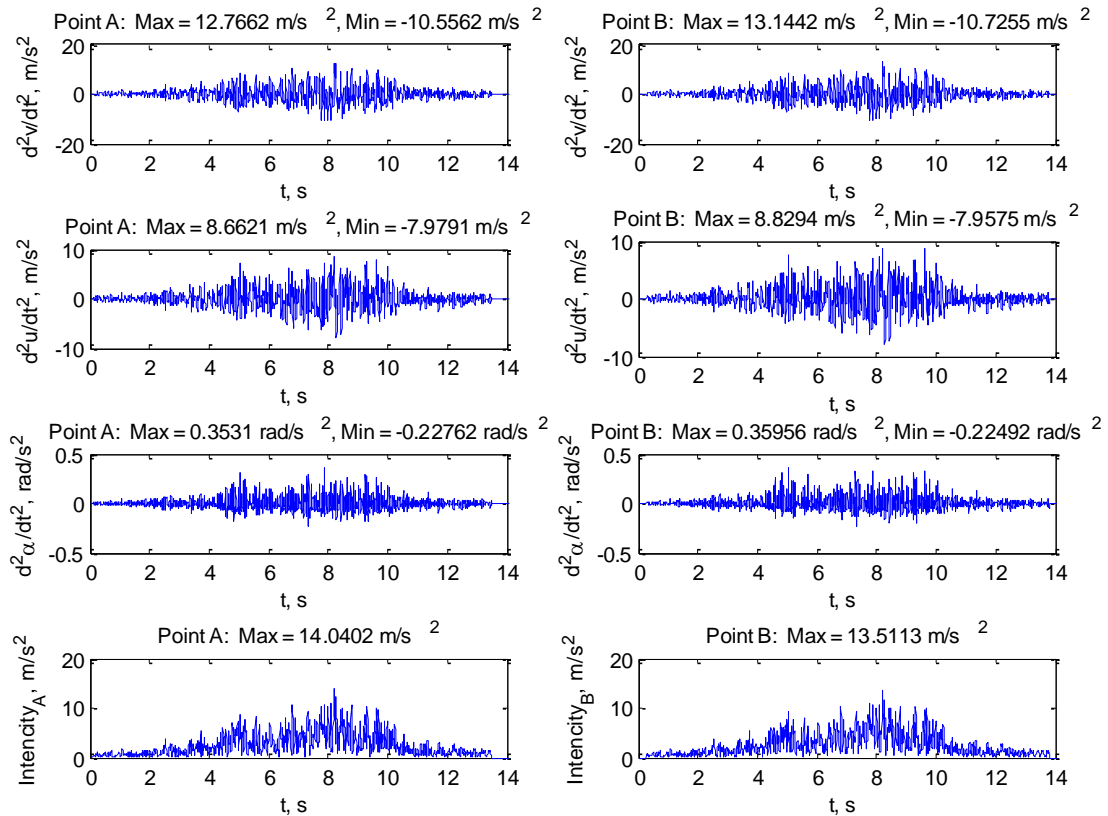 Point A: Max = 12.7662 m/s ², Min = -10.5562 m/s ²
d²v/dt², m/s²
20
0
-20
0 2 4 6 8 10 12 14
t, s
Point B: Max = 13.1442 m/s ², Min = -10.7255 m/s ²
d²v/dt², m/s²
20
0
-20
0 2 4 6 8 10 12 14
t, s
Point A: Max = 8.6621 m/s ², Min = -7.9791 m/s ²
d²u/dt², m/s²
10
0
-10
0 2 4 6 8 10 12 14
t, s
Point B: Max = 8.8294 m/s ², Min = -7.9575 m/s ²
d²u/dt², m/s²
10
0
-10
0 2 4 6 8 10 12 14
t, s
Point A: Max = 0.3531 rad/s ², Min = -0.22762 rad/s ²
d²α/dt², rad/s²
0.5
0
-0.5
0 2 4 6 8 10 12 14
t, s
Point B: Max = 0.35956 rad/s ², Min = -0.22492 rad/s ²
d²α/dt², rad/s²
0.5
0
-0.5
0 2 4 6 8 10 12 14
t, s
Point A: Max = 14.0402 m/s ²
Intencity_A, m/s²
20
10
0
0 2 4 6 8 10 12 14
t, s
Point B: Max = 13.5113 m/s ²
Intencity_B, m/s²
20
10
0
0 2 4 6 8 10 12 14
t, s